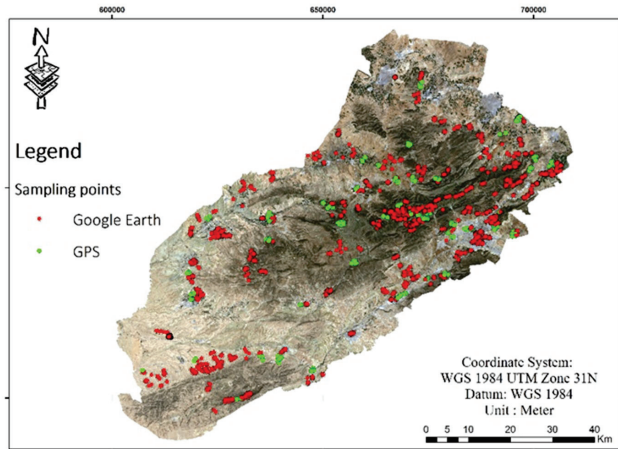 600000 650000 700000
N
Legend
Sampling points
Google Earth
GPS
Coordinate System:
WGS 1984 UTM Zone 31N
Datum: WGS 1984
Unit : Meter
0 5 10 20 30 40
Km